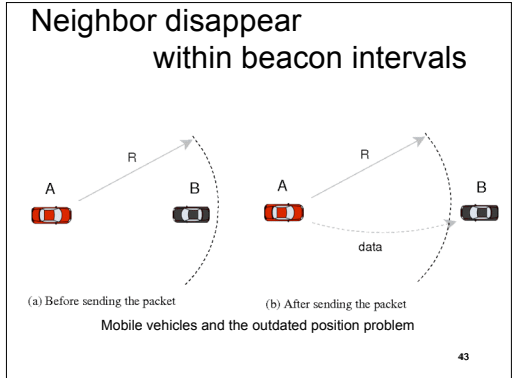 Neighbor disappear
within beacon intervals
R
A
B
(a) Before sending the packet
R
A
B
data
(b) After sending the packet
Mobile vehicles and the outdated position problem
43